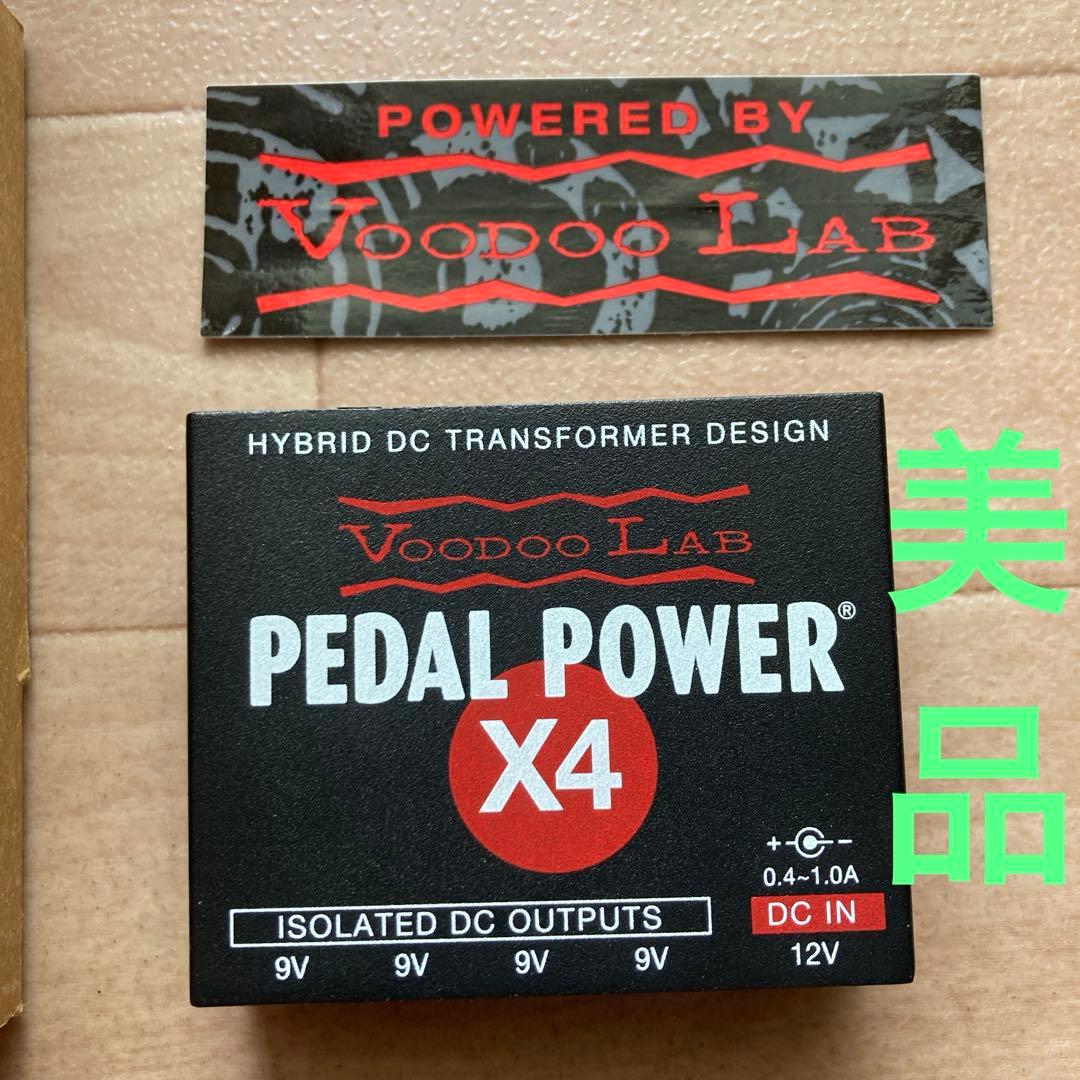 POWERED BY
VOODOO LAB
HYBRID DC TRANSFORMER DESIGN
VOODOO LAB
PEDAL POWER®
X4
+ -
0.4~1.0A
ISOLATED DC OUTPUTS
DC IN
9V 9V 9V 9V
12V
美
品